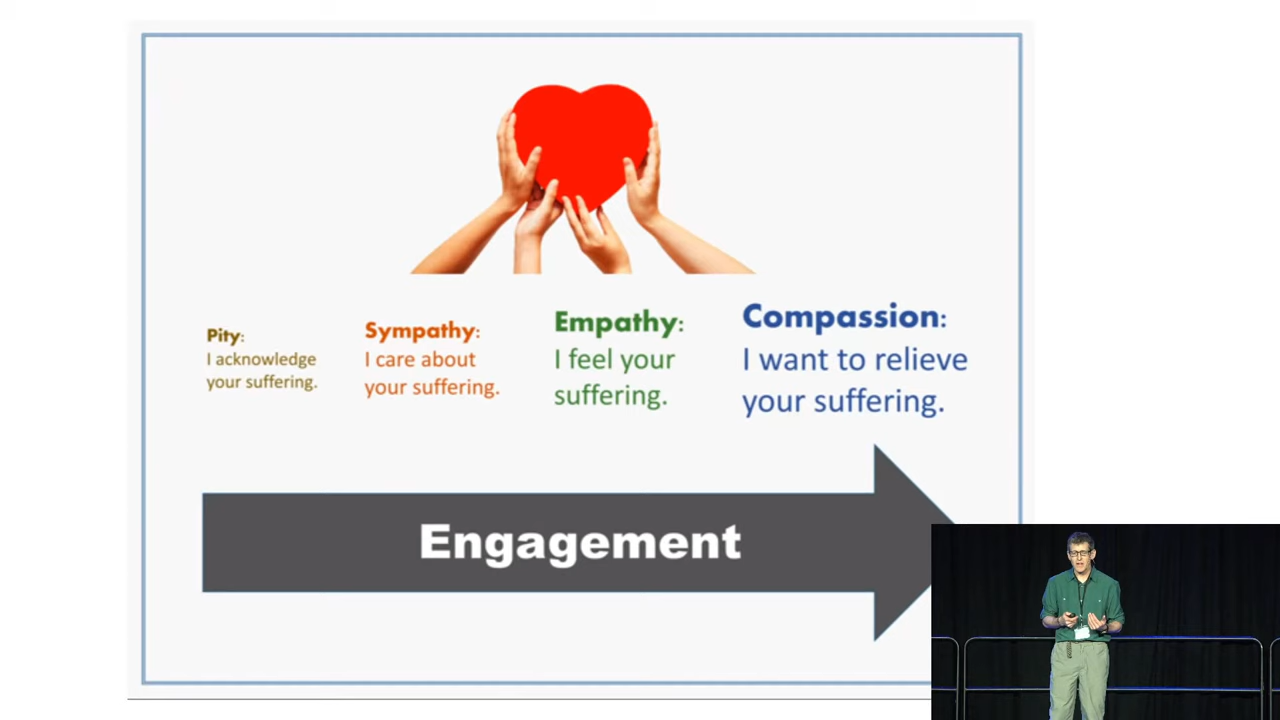 Pity:
I acknowledge
your suffering.
Sympathy:
I care about
your suffering.
Empathy:
I feel your
suffering.
Compassion:
I want to relieve
your suffering.
Engagement